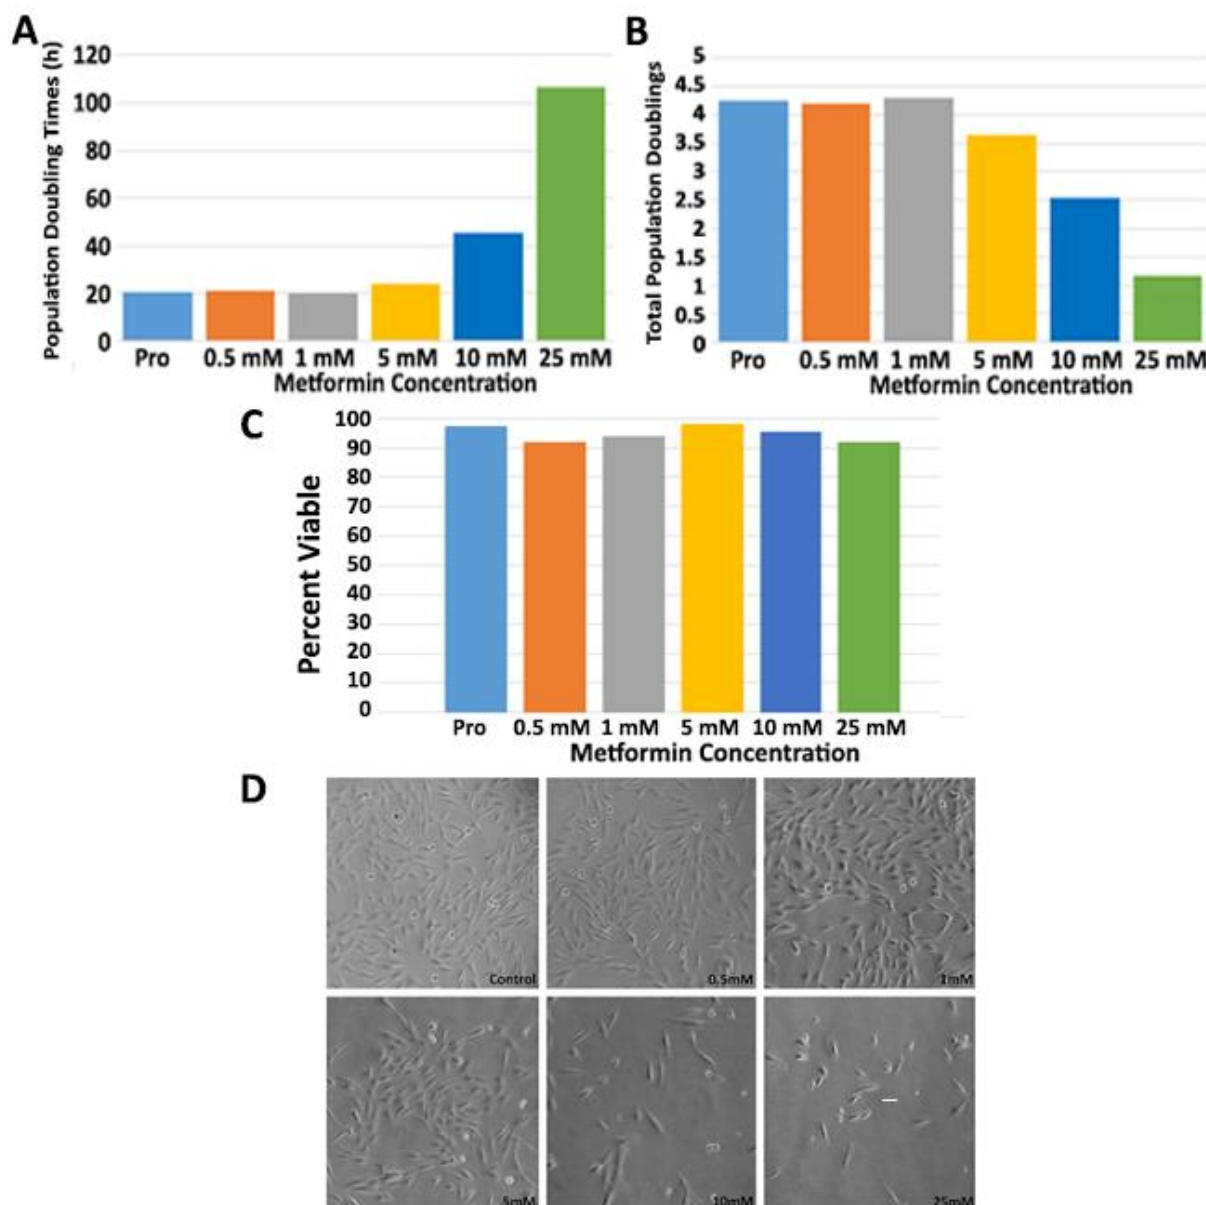 A
Population Doubling Times (h)
120
100
80
60
40
20
0
Pro 0.5 mM 1 mM 5 mM 10 mM 25 mM
Metformin Concentration
B
Total Population Doublings
5
4.5
4
3.5
3
2.5
2
1.5
1
0.5
0
Pro 0.5 mM 1 mM 5 mM 10 mM 25 mM
Metformin Concentration
C
Percent Viable
100
90
80
70
60
50
40
30
20
10
0
Pro 0.5 mM 1 mM 5 mM 10 mM 25 mM
Metformin Concentration
D
Control 0.5mM 1mM
5mM 10mM 25mM